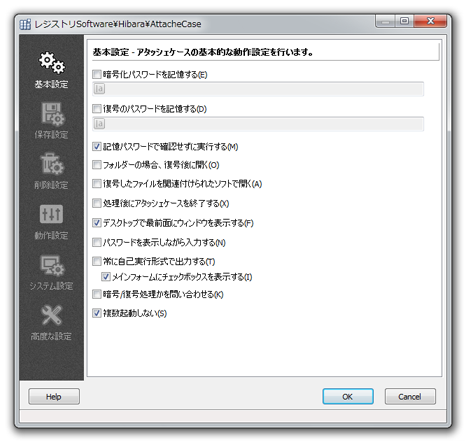 レジストリSoftware¥Hibara¥AttacheCase
基本設定
保存設定
削除設定
動作設定
システム設定
高度な設定
基本設定 - アタッシェケースの基本的な動作設定を行います。
暗号化パスワードを記憶する(E)
復号のパスワードを記憶する(D)
記憶パスワードで確認せずに実行する(M)
フォルダーの場合、復号後に開く(O)
復号したファイルを関連付けられたソフトで開く(A)
処理後にアタッシェケースを終了する(X)
デスクトップで最前面にウィンドウを表示する(F)
パスワードを表示しながら入力する(N)
常に自己実行形式で出力する(T)
メインフォームにチェックボックスを表示する(I)
暗号/復号処理かを問い合わせる(K)
複数起動しない(S)
Help
OK
Cancel